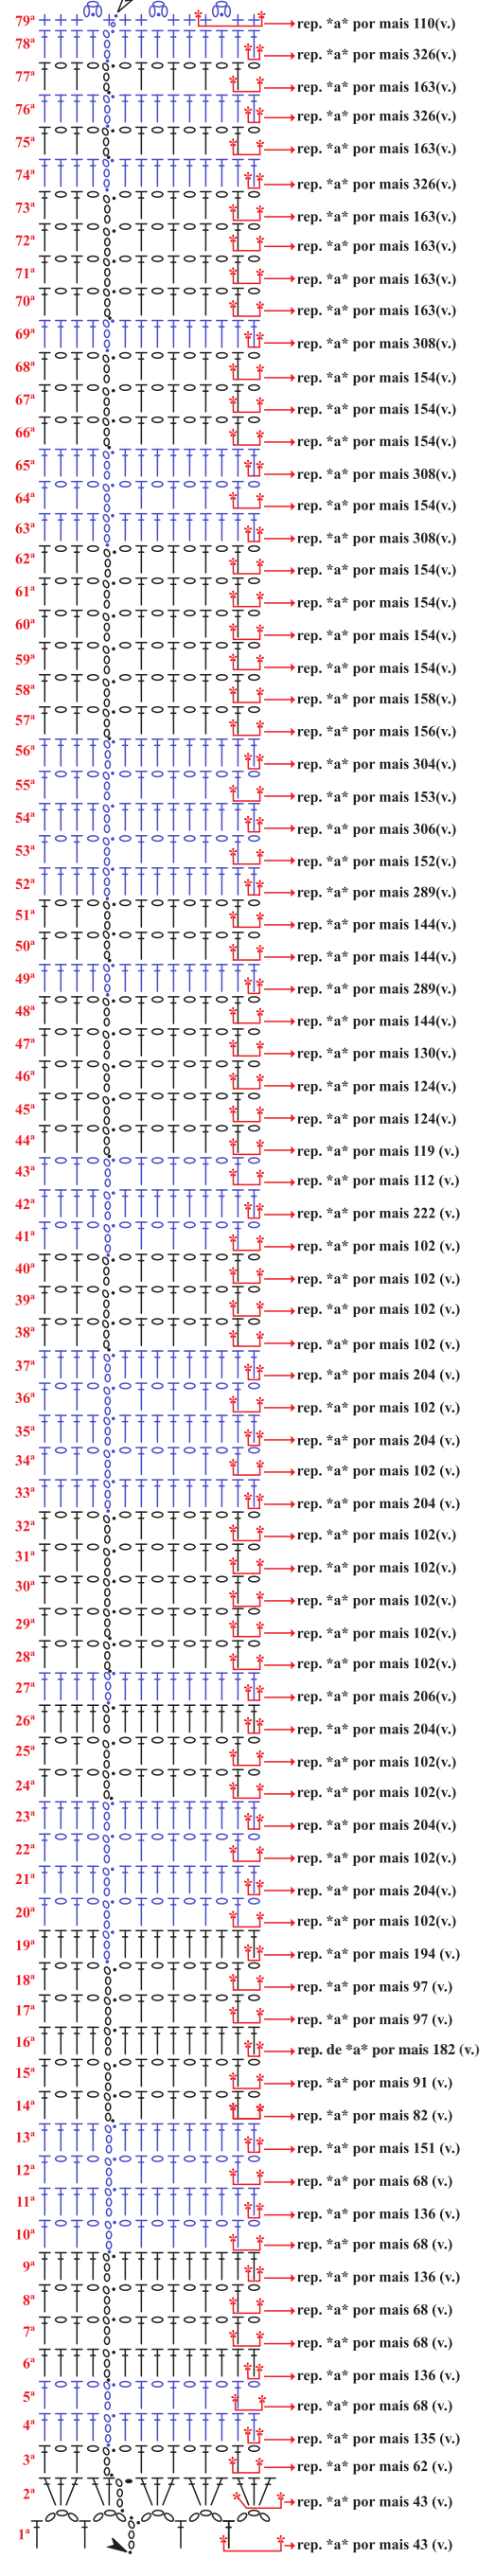 79ª rep. *a* por mais 110(v.)
78ª rep. *a* por mais 326(v.)
77ª rep. *a* por mais 163(v.)
76ª rep. *a* por mais 326(v.)
75ª rep. *a* por mais 163(v.)
74ª rep. *a* por mais 326(v.)
73ª rep. *a* por mais 163(v.)
72ª rep. *a* por mais 163(v.)
71ª rep. *a* por mais 163(v.)
70ª rep. *a* por mais 163(v.)
69ª rep. *a* por mais 308(v.)
68ª rep. *a* por mais 154(v.)
67ª rep. *a* por mais 154(v.)
66ª rep. *a* por mais 154(v.)
65ª rep. *a* por mais 308(v.)
64ª rep. *a* por mais 154(v.)
63ª rep. *a* por mais 308(v.)
62ª rep. *a* por mais 154(v.)
61ª rep. *a* por mais 154(v.)
60ª rep. *a* por mais 154(v.)
59ª rep. *a* por mais 154(v.)
58ª rep. *a* por mais 158(v.)
57ª rep. *a* por mais 156(v.)
56ª rep. *a* por mais 304(v.)
55ª rep. *a* por mais 153(v.)
54ª rep. *a* por mais 306(v.)
53ª rep. *a* por mais 152(v.)
52ª rep. *a* por mais 289(v.)
51ª rep. *a* por mais 144(v.)
50ª rep. *a* por mais 144(v.)
49ª rep. *a* por mais 289(v.)
48ª rep. *a* por mais 144(v.)
47ª rep. *a* por mais 130(v.)
46ª rep. *a* por mais 124(v.)
45ª rep. *a* por mais 124(v.)
44ª rep. *a* por mais 119 (v.)
43ª rep. *a* por mais 112 (v.)
42ª rep. *a* por mais 222 (v.)
41ª rep. *a* por mais 102 (v.)
40ª rep. *a* por mais 102 (v.)
39ª rep. *a* por mais 102 (v.)
38ª rep. *a* por mais 102 (v.)
37ª rep. *a* por mais 204 (v.)
36ª rep. *a* por mais 102 (v.)
35ª rep. *a* por mais 204 (v.)
34ª rep. *a* por mais 102 (v.)
33ª rep. *a* por mais 204 (v.)
32ª rep. *a* por mais 102(v.)
31ª rep. *a* por mais 102(v.)
30ª rep. *a* por mais 102(v.)
29ª rep. *a* por mais 102(v.)
28ª rep. *a* por mais 102(v.)
27ª rep. *a* por mais 206(v.)
26ª rep. *a* por mais 204(v.)
25ª rep. *a* por mais 102(v.)
24ª rep. *a* por mais 102(v.)
23ª rep. *a* por mais 204(v.)
22ª rep. *a* por mais 102(v.)
21ª rep. *a* por mais 204(v.)
20ª rep. *a* por mais 102(v.)
19ª rep. *a* por mais 194 (v.)
18ª rep. *a* por mais 97 (v.)
17ª rep. *a* por mais 97 (v.)
16ª rep. de *a* por mais 182 (v.)
15ª rep. *a* por mais 91 (v.)
14ª rep. *a* por mais 82 (v.)
13ª rep. *a* por mais 151 (v.)
12ª rep. *a* por mais 68 (v.)
11ª rep. *a* por mais 136 (v.)
10ª rep. *a* por mais 68 (v.)
9ª rep. *a* por mais 136 (v.)
8ª rep. *a* por mais 68 (v.)
7ª rep. *a* por mais 68 (v.)
6ª rep. *a* por mais 136 (v.)
5ª rep. *a* por mais 68 (v.)
4ª rep. *a* por mais 135 (v.)
3ª rep. *a* por mais 62 (v.)
2ª rep. *a* por mais 43 (v.)
1ª rep. *a* por mais 43 (v.)